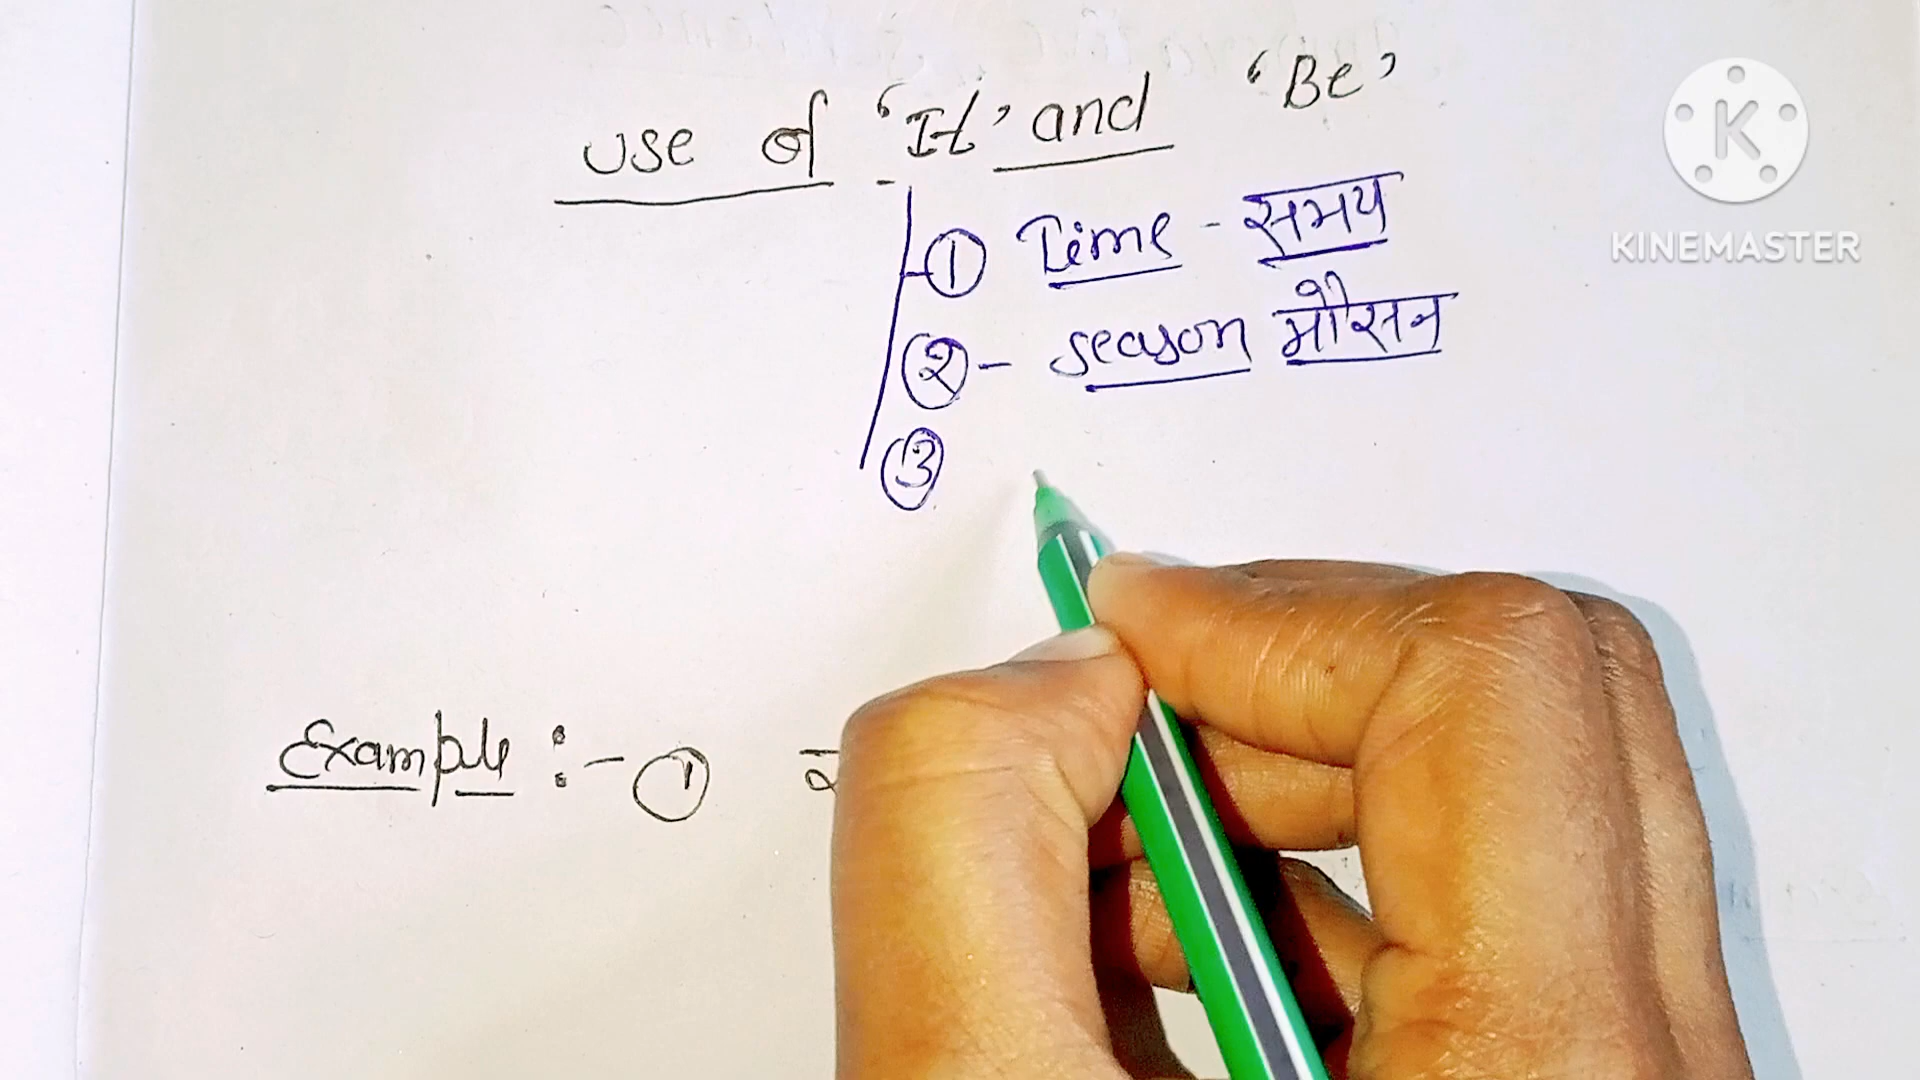 use of 'It' and 'Be'
① Time - समय
② - season मौसम
③
Example :- ①
K
KINEMASTER